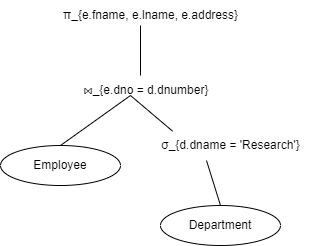 π_{e.fname, e.lname, e.address}
⋈_{e.dno = d.dnumber}
σ_{d.dname = 'Research'}
Employee
Department